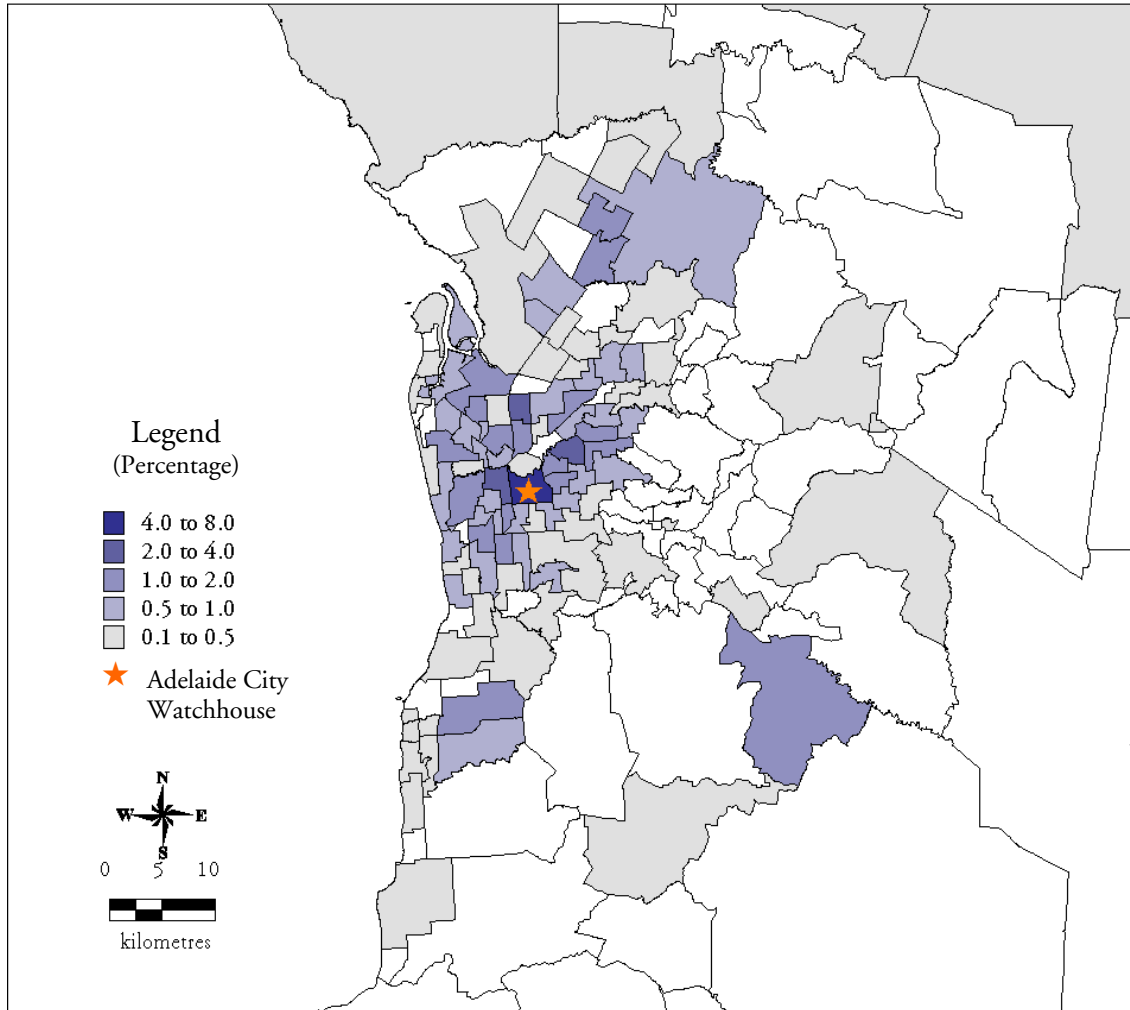 Legend
(Percentage)
4.0 to 8.0
2.0 to 4.0
1.0 to 2.0
0.5 to 1.0
0.1 to 0.5
Adelaide City
Watchhouse
N
W E
S
0 5 10
kilometres